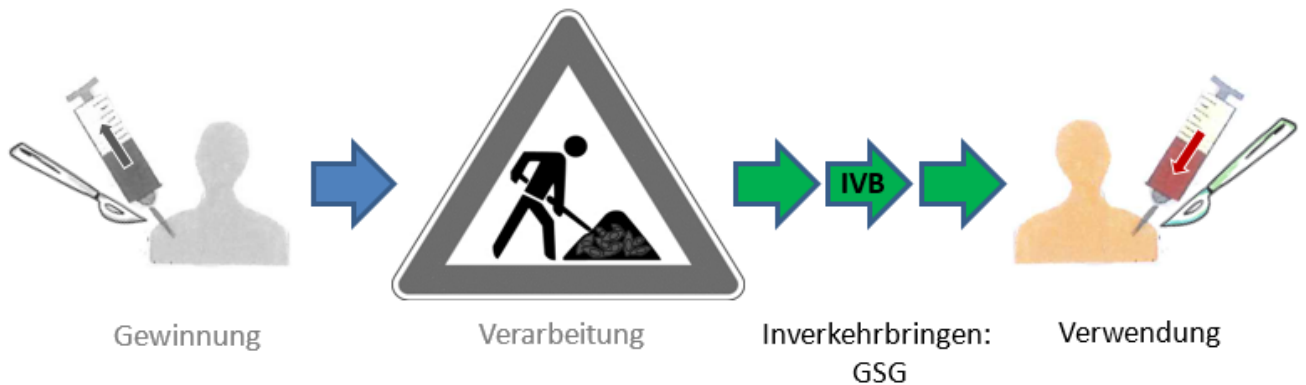 IVB
Gewinnung
Verarbeitung
Inverkehrbringen:
GSG
Verwendung